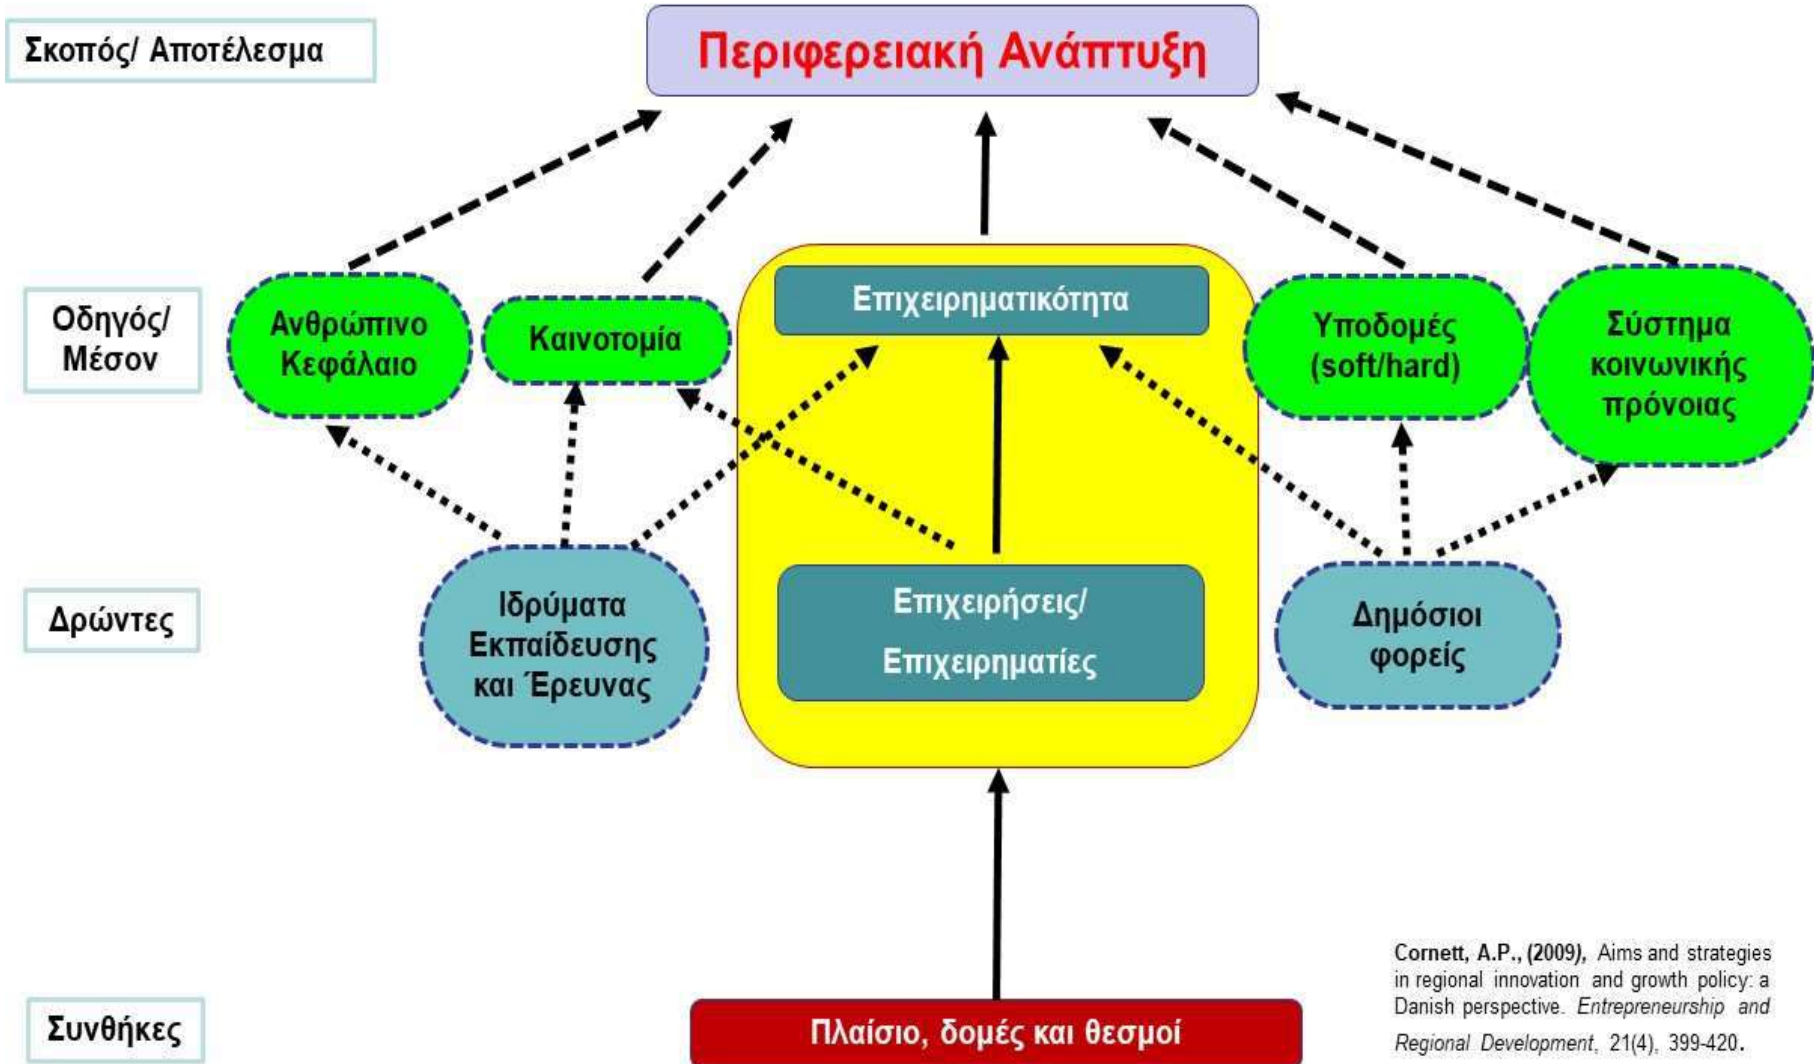 Σκοπός/ Αποτέλεσμα
Περιφερειακή Ανάπτυξη
Οδηγός/
Μέσον
Ανθρώπινο
Κεφάλαιο
Καινοτομία
Επιχειρηματικότητα
Υποδομές
(soft/hard)
Σύστημα
κοινωνικής
πρόνοιας
Δρώντες
Ιδρύματα
Εκπαίδευσης
και Έρευνας
Επιχειρήσεις/
Επιχειρηματίες
Δημόσιοι
φορείς
Συνθήκες
Πλαίσιο, δομές και θεσμοί
Cornett, A.P., (2009), Aims and strategies
in regional innovation and growth policy: a
Danish perspective. Entrepreneurship and
Regional Development, 21(4), 399-420.